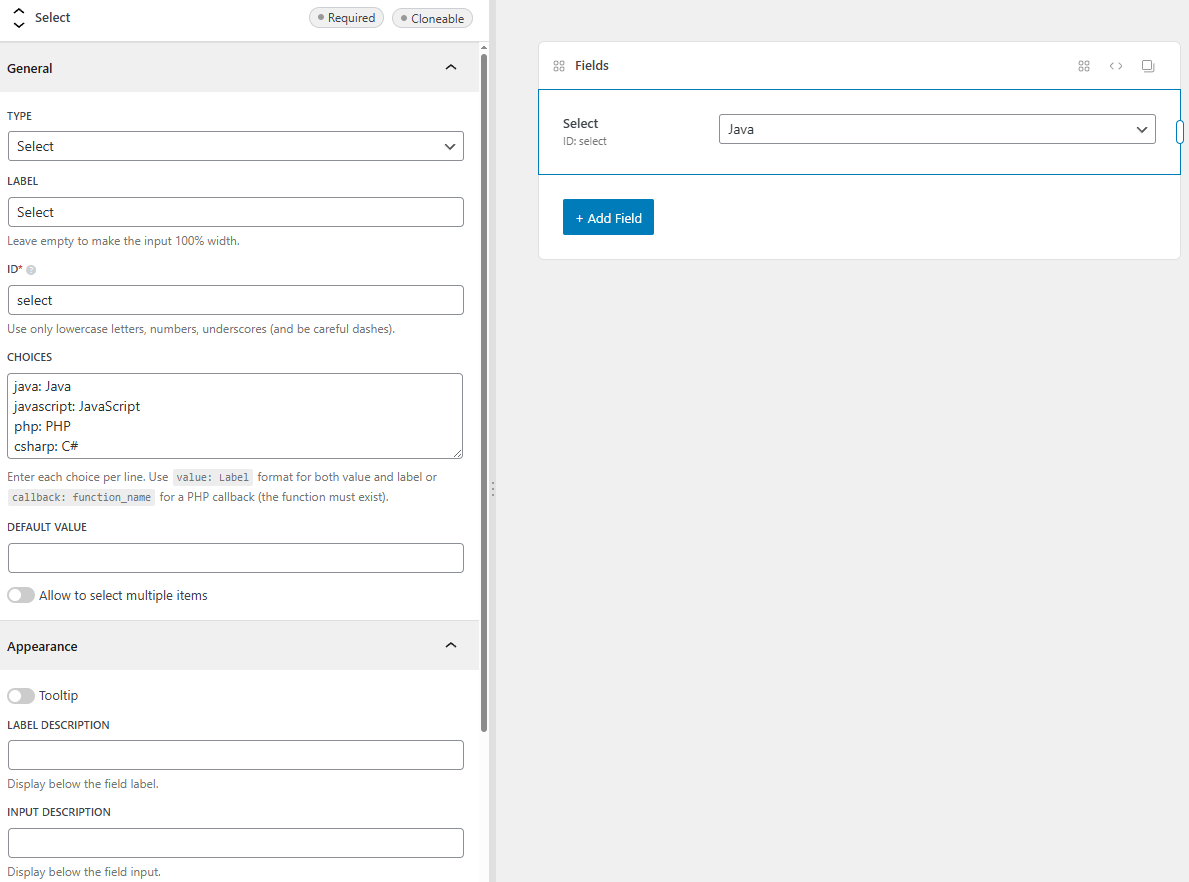 Select
Required
Cloneable
General
TYPE
Select
LABEL
Select
Leave empty to make the input 100% width.
ID* ?
select
Use only lowercase letters, numbers, underscores (and be careful dashes).
CHOICES
java: Java
javascript: JavaScript
php: PHP
csharp: C#
Enter each choice per line. Use value: Label format for both value and label or
callback: function_name for a PHP callback (the function must exist).
DEFAULT VALUE
Allow to select multiple items
Appearance
Tooltip
LABEL DESCRIPTION
Display below the field label.
INPUT DESCRIPTION
Display below the field input.
Fields
Select
ID: select
Java
+ Add Field